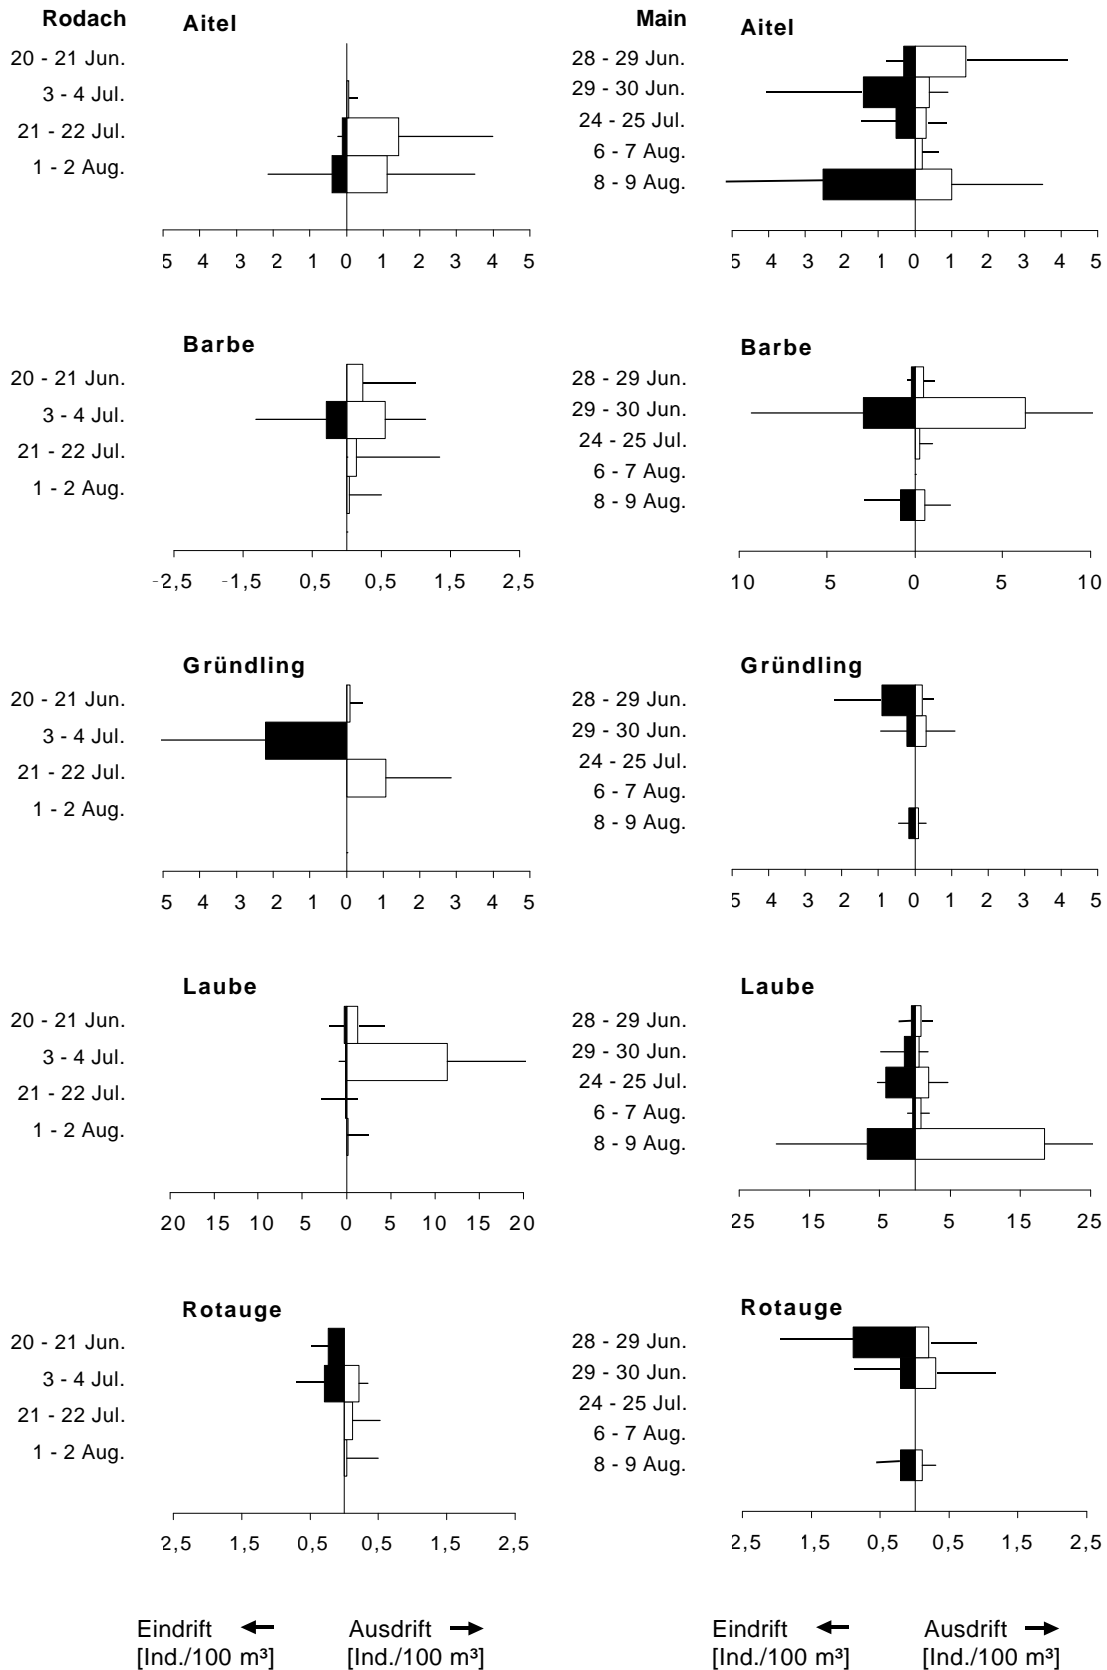 Rodach
Aitel
20 - 21 Jun.
3 - 4 Jul.
21 - 22 Jul.
1 - 2 Aug.
5 4 3 2 1 0 1 2 3 4 5
Barbe
20 - 21 Jun.
3 - 4 Jul.
21 - 22 Jul.
1 - 2 Aug.
-2,5 -1,5 0,5 0,5 1,5 2,5
Gründling
20 - 21 Jun.
3 - 4 Jul.
21 - 22 Jul.
1 - 2 Aug.
5 4 3 2 1 0 1 2 3 4 5
Laube
20 - 21 Jun.
3 - 4 Jul.
21 - 22 Jul.
1 - 2 Aug.
20 15 10 5 0 5 10 15 20
Rotauge
20 - 21 Jun.
3 - 4 Jul.
21 - 22 Jul.
1 - 2 Aug.
2,5 1,5 0,5 0,5 1,5 2,5
Eindrift ← Ausdrift →
[Ind./100 m³] [Ind./100 m³]
Main
Aitel
28 - 29 Jun.
29 - 30 Jun.
24 - 25 Jul.
6 - 7 Aug.
8 - 9 Aug.
5 4 3 2 1 0 1 2 3 4 5
Barbe
28 - 29 Jun.
29 - 30 Jun.
24 - 25 Jul.
6 - 7 Aug.
8 - 9 Aug.
10 5 0 5 10
Gründling
28 - 29 Jun.
29 - 30 Jun.
24 - 25 Jul.
6 - 7 Aug.
8 - 9 Aug.
5 4 3 2 1 0 1 2 3 4 5
Laube
28 - 29 Jun.
29 - 30 Jun.
24 - 25 Jul.
6 - 7 Aug.
8 - 9 Aug.
25 15 5 5 15 25
Rotauge
28 - 29 Jun.
29 - 30 Jun.
24 - 25 Jul.
6 - 7 Aug.
8 - 9 Aug.
2,5 1,5 0,5 0,5 1,5 2,5
Eindrift ← Ausdrift →
[Ind./100 m³] [Ind./100 m³]